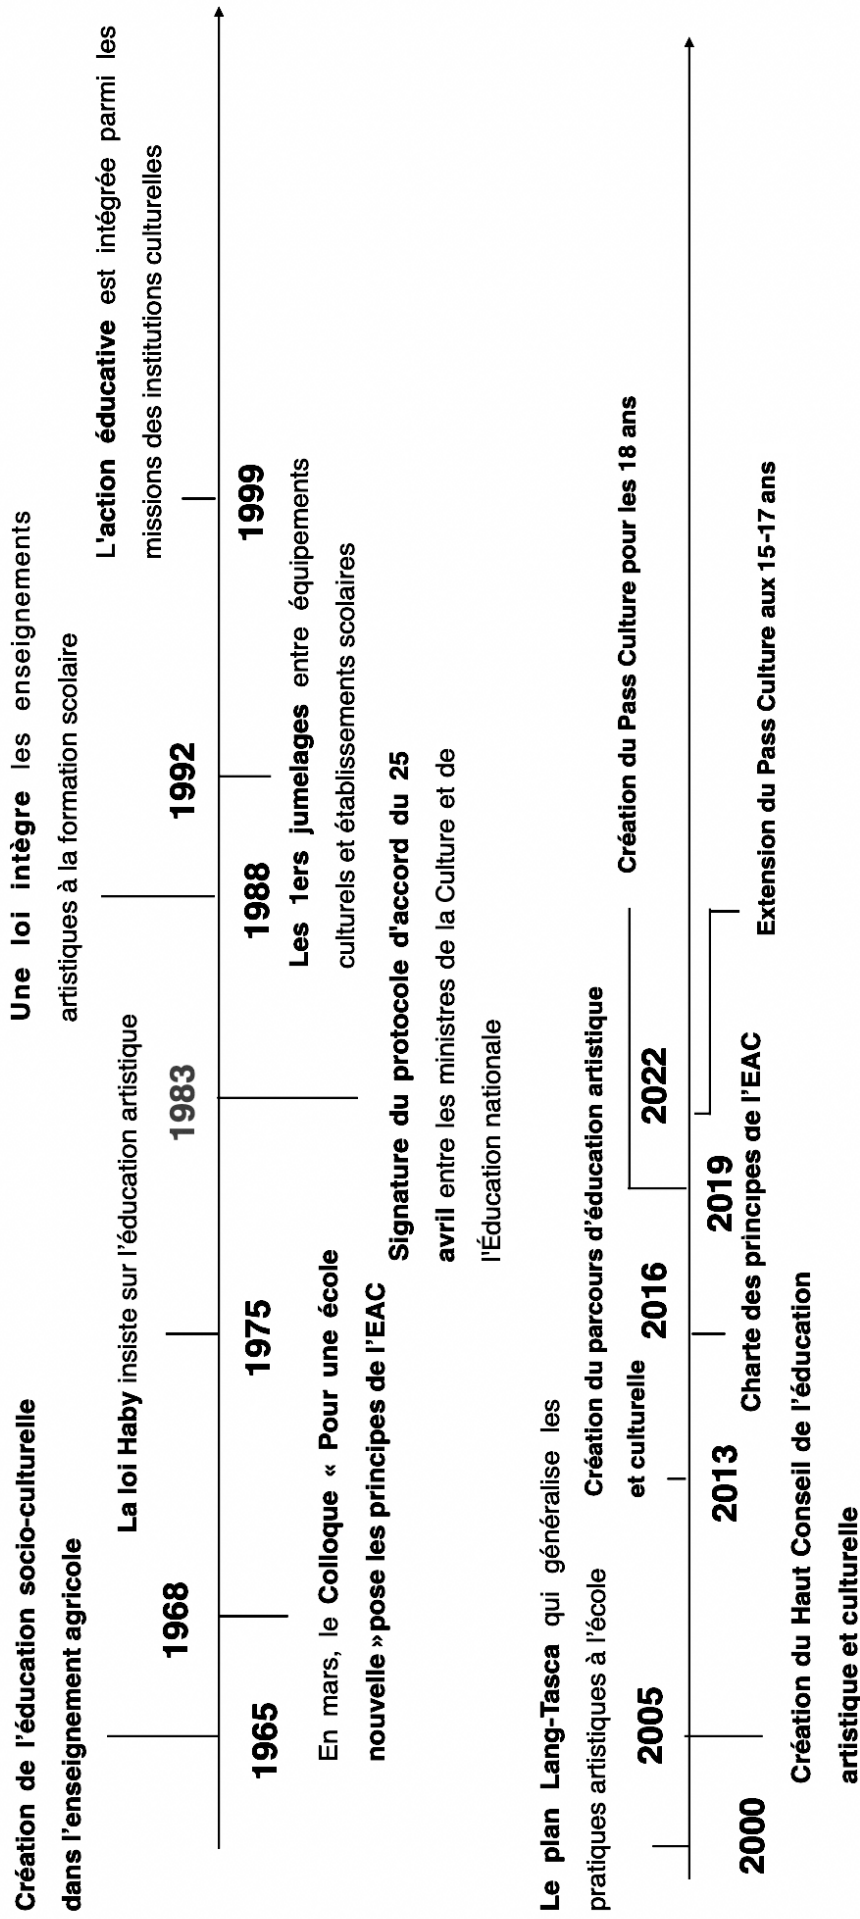 Création de l'éducation socio-culturelle
dans l'enseignement agricole
1965
1968
En mars, le Colloque « Pour une école
nouvelle »pose les principes de l'EAC
La loi Haby insiste sur l'éducation artistique
1975
1983
Signature du protocole d'accord du 25
avril entre les ministres de la Culture et de
l'Éducation nationale
Une loi intègre les enseignements
artistiques à la formation scolaire
1988
1992
Les 1ers jumelages entre équipements
culturels et établissements scolaires
L'action éducative est intégrée parmi les
missions des institutions culturelles
1999
Le plan Lang-Tasca qui généralise les
pratiques artistiques à l'école
2000
2005
Création du Haut Conseil de l'éducation
artistique et culturelle
Création du parcours d'éducation artistique
et culturelle
2013
2016
Charte des principes de l'EAC
2019
Création du Pass Culture pour les 18 ans
2022
Extension du Pass Culture aux 15-17 ans